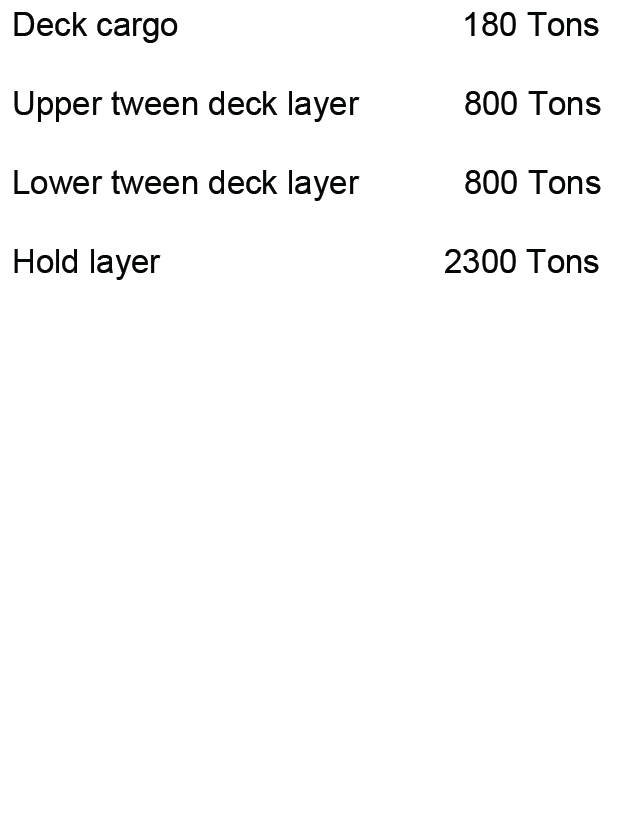 Deck cargo 180 Tons
Upper tween deck layer 800 Tons
Lower tween deck layer 800 Tons
Hold layer 2300 Tons